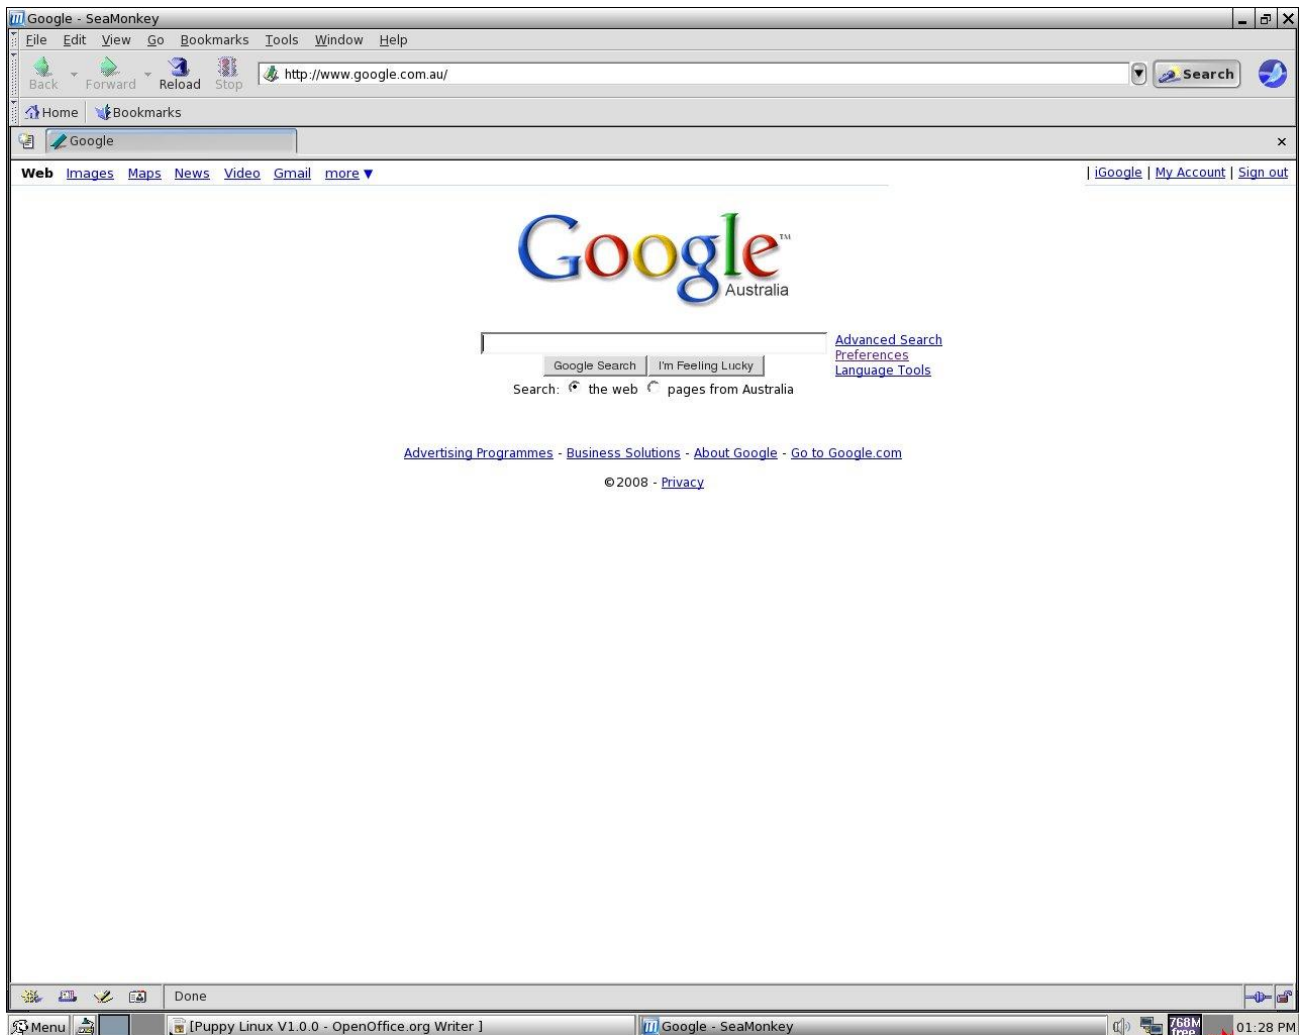 Google - SeaMonkey
File Edit View Go Bookmarks Tools Window Help
Back Forward Reload Stop http://www.google.com.au/ Search
Home Bookmarks
Google
Web Images Maps News Video Gmail more ▼ | iGoogle | My Account | Sign out
Google™
Australia
Advanced Search
Preferences
Google Search I'm Feeling Lucky
Language Tools
Search: the web pages from Australia
Advertising Programmes - Business Solutions - About Google - Go to Google.com
©2008 - Privacy
Done
Menu [Puppy Linux V1.0.0 - OpenOffice.org Writer ] Google - SeaMonkey 768M free 01:28 PM